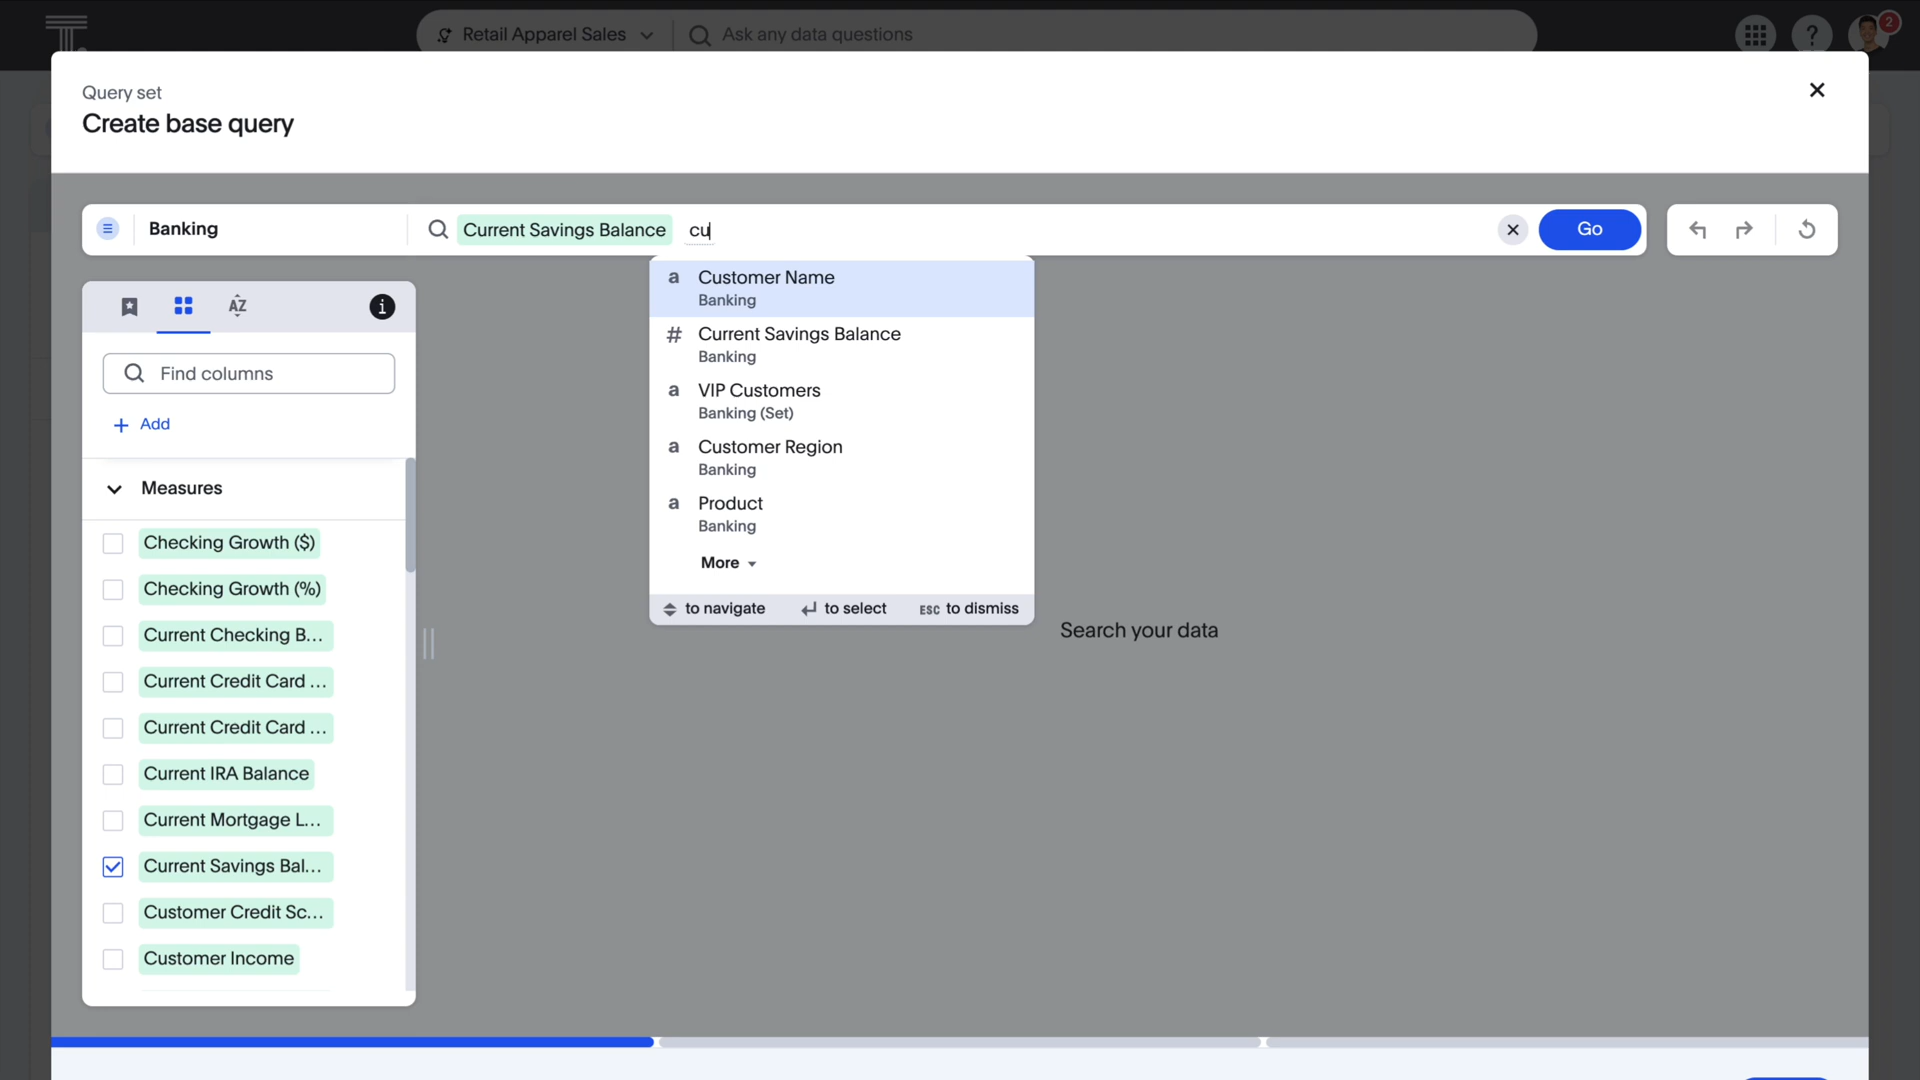 Retail Apparel Sales
Ask any data questions
2
Query set
Create base query
Banking
Current Savings Balance
cu
Go
Customer Name
Banking
Current Savings Balance
Banking
VIP Customers
Banking (Set)
Customer Region
Banking
Product
Banking
More
to navigate
to select
ESC to dismiss
AZ
Find columns
+ Add
Measures
Checking Growth ($)
Checking Growth (%)
Current Checking B...
Current Credit Card ...
Current Credit Card ...
Current IRA Balance
Current Mortgage L...
Current Savings Bal...
Customer Credit Sc...
Customer Income
Search your data